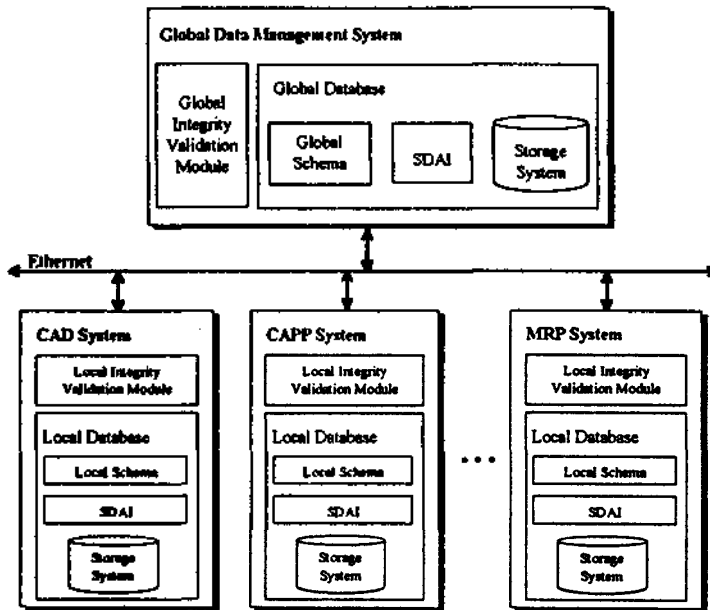 Global Data Management System
Global
Integrity
Validation
Module
Global Database
Global
Schema
SDAI
Storage
System
Ethernet
CAD System
Local Integrity
Validation Module
Local Database
Local Schema
SDAI
Storage
System
CAPP System
Local Integrity
Validation Module
Local Database
Local Schema
SDAI
Storage
System
• • •
MRP System
Local Integrity
Validation Module
Local Database
Local Schema
SDAI
Storage
System